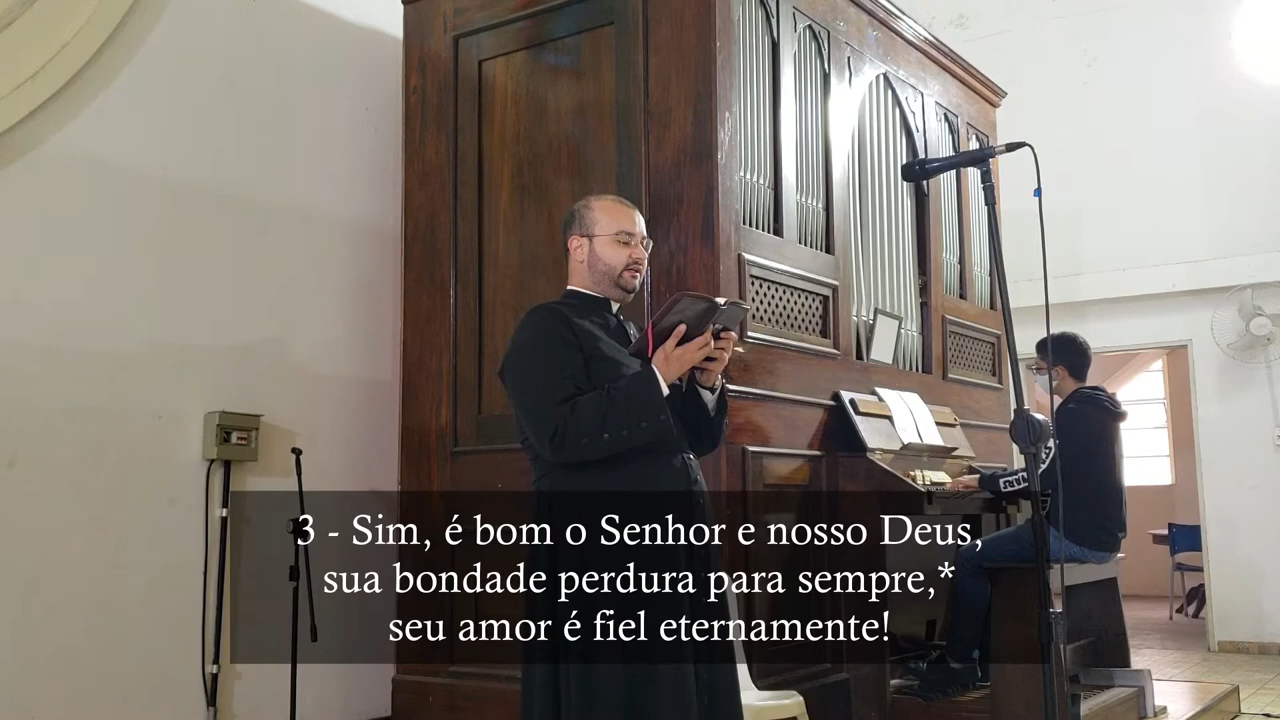 3 - Sim, é bom o Senhor e nosso Deus,
sua bondade perdura para sempre,*
seu amor é fiel eternamente!